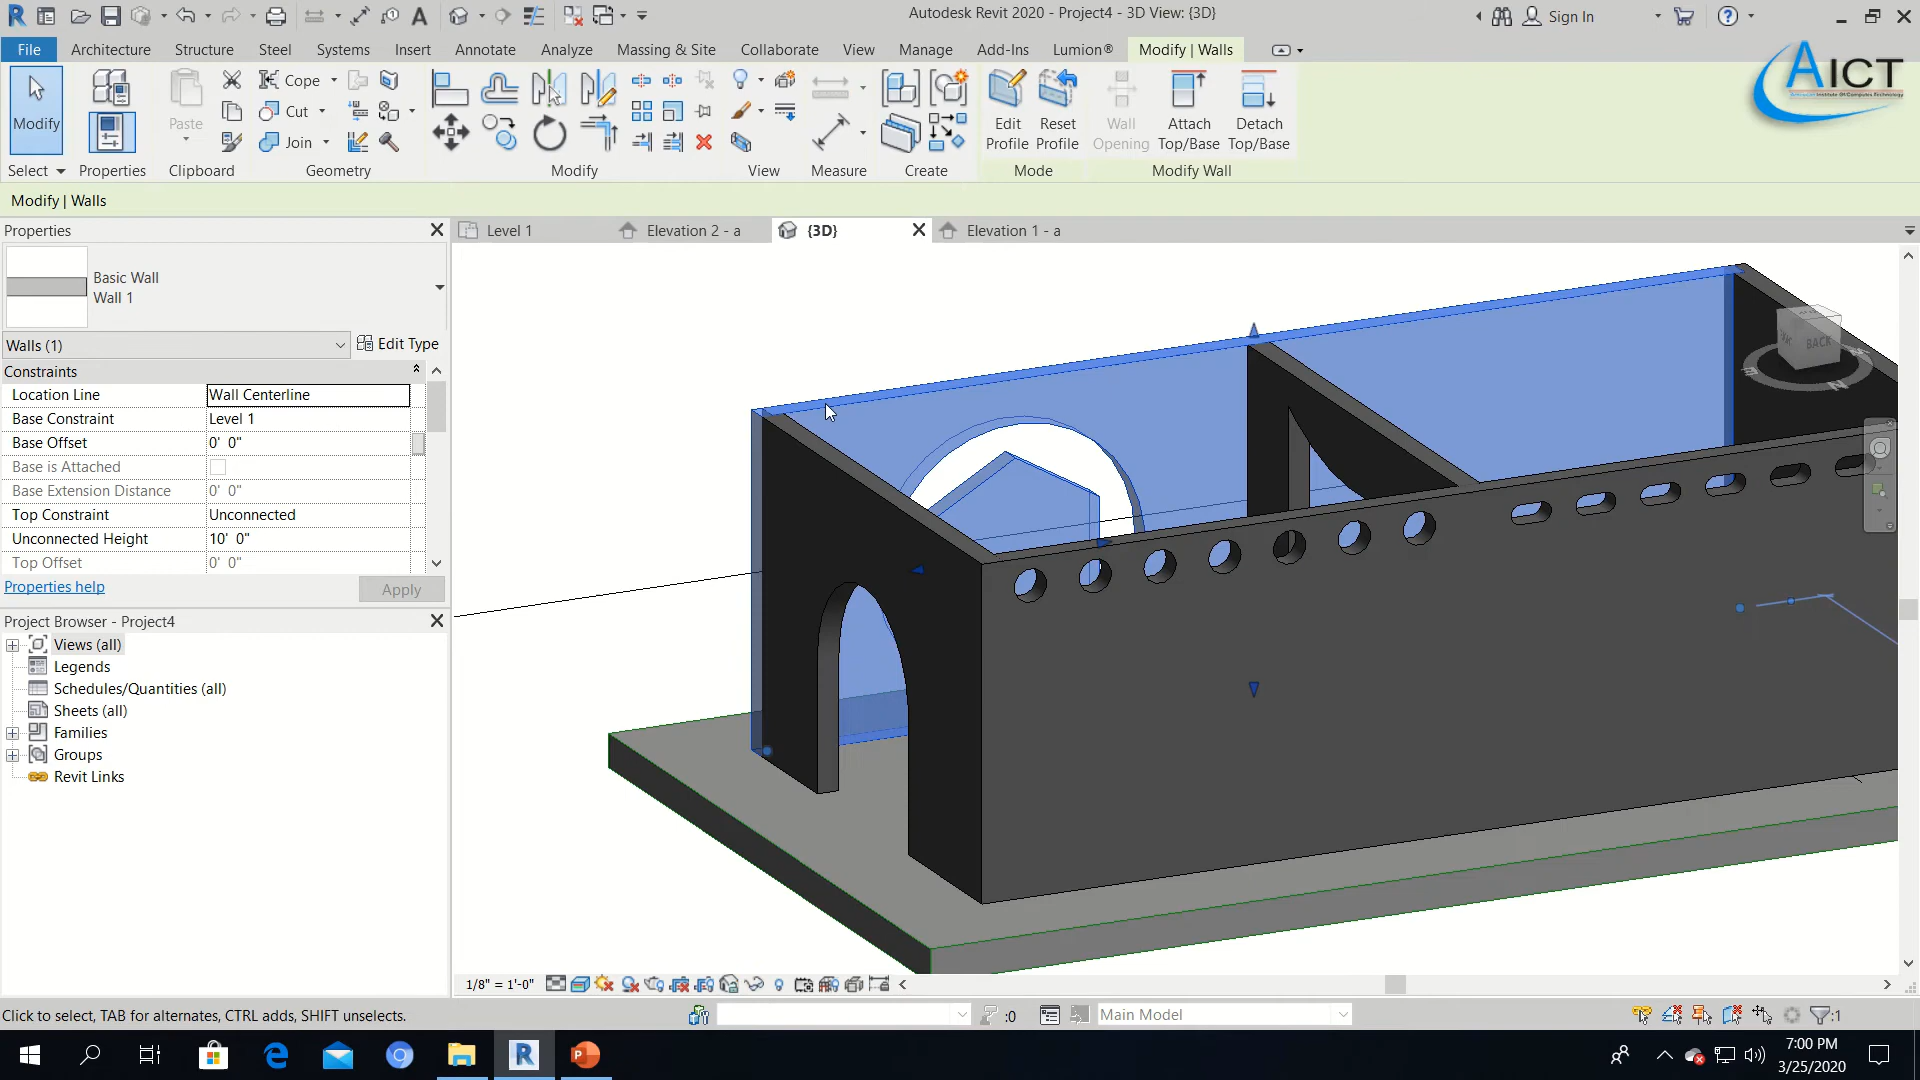 Autodesk Revit 2020 - Project4 - 3D View: {3D}
Sign In
File
Architecture
Structure
Steel
Systems
Insert
Annotate
Analyze
Massing & Site
Collaborate
View
Manage
Add-Ins
Lumion®
Modify | Walls
AICT
Modify
Paste
Cope
Cut
Join
Edit
Profile
Reset
Profile
Wall
Opening
Attach
Top/Base
Detach
Top/Base
Select
Properties
Clipboard
Geometry
Modify
View
Measure
Create
Mode
Modify Wall
Modify | Walls
Properties
Level 1
Elevation 2 - a
{3D}
Elevation 1 - a
Basic Wall
Wall 1
Walls (1)
Edit Type
Constraints
Location Line
Wall Centerline
Base Constraint
Level 1
Base Offset
0' 0"
Base is Attached
Base Extension Distance
0' 0"
Top Constraint
Unconnected
Unconnected Height
10' 0"
Top Offset
0' 0"
Properties help
Apply
BACK
N
Project Browser - Project4
Views (all)
Legends
Schedules/Quantities (all)
Sheets (all)
Families
Groups
Revit Links
1/8" = 1'-0"
Click to select, TAB for alternates, CTRL adds, SHIFT unselects.
:0
Main Model
:1
7:00 PM
3/25/2020